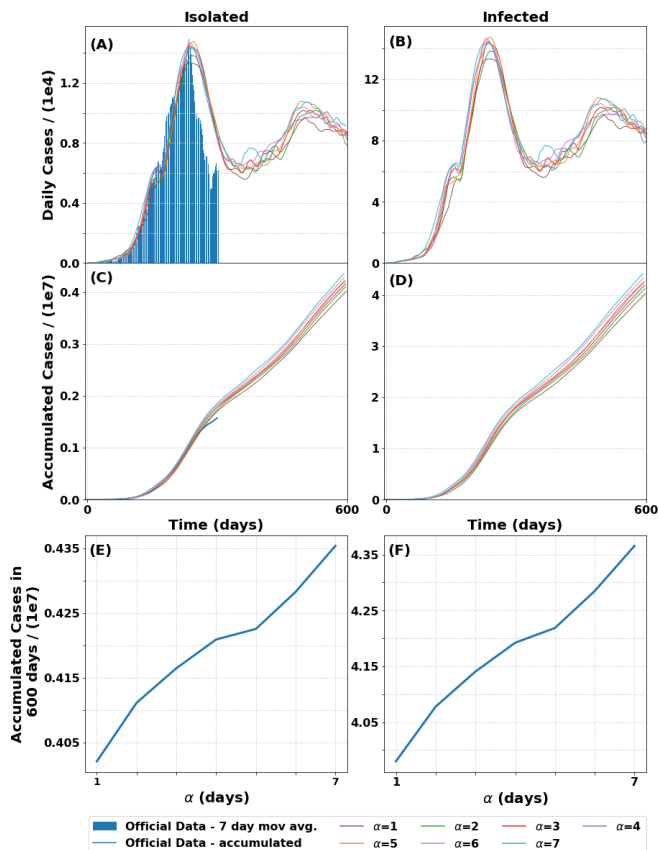 Isolated
Infected
(A)
(B)
Daily Cases / (1e4)
1.2
0.8
0.4
0.0
12
8
4
0
(C)
(D)
Accumulated Cases / (1e7)
0.4
0.3
0.2
0.1
0.0
4
3
2
1
0
0
600
0
600
Time (days)
Time (days)
(E)
(F)
Accumulated Cases in
600 days / (1e7)
0.435
0.425
0.415
0.405
4.35
4.25
4.15
4.05
1
7
1
7
α (days)
α (days)
Official Data - 7 day mov avg.
Official Data - accumulated
α=1
α=2
α=3
α=4
α=5
α=6
α=7